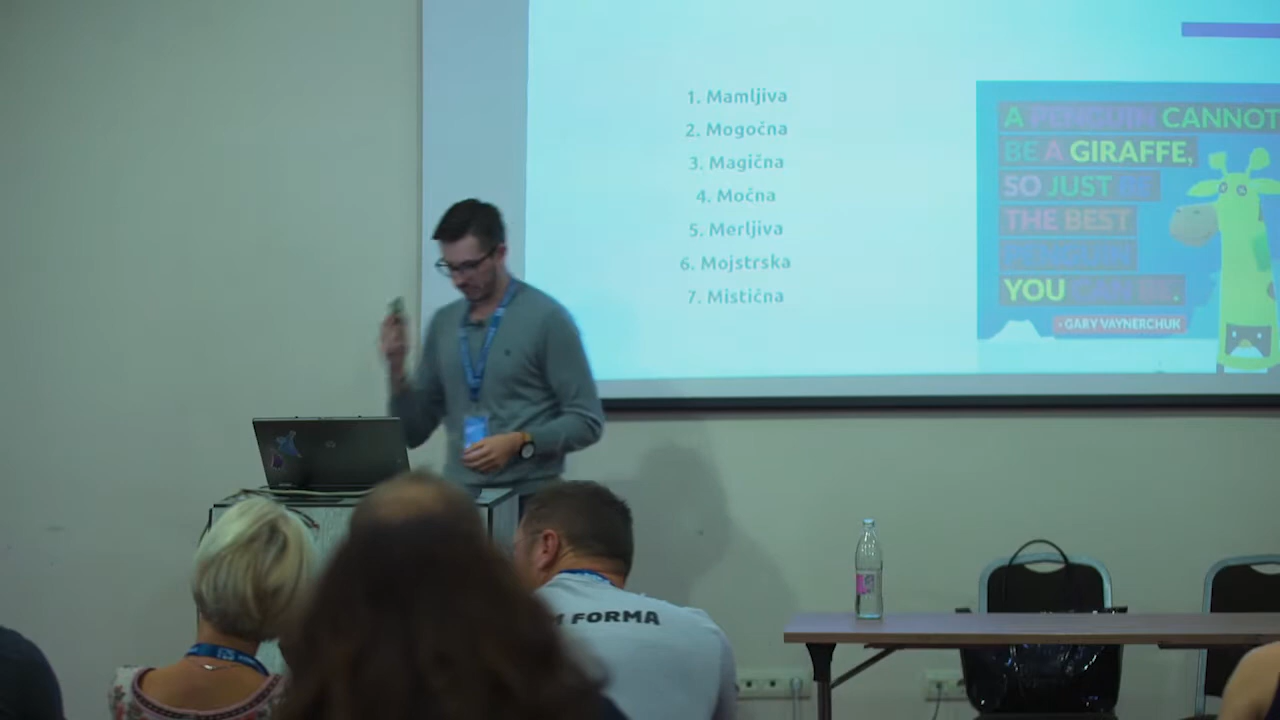 1. Mamljiva
2. Mogočna
3. Magična
4. Močna
5. Merljiva
6. Mojstrska
7. Mistična
A PENGUIN CANNOT
BE A GIRAFFE,
SO JUST BE
THE BEST
PENGUIN
YOU CAN BE.
- GARY VAYNERCHUK
FORMA